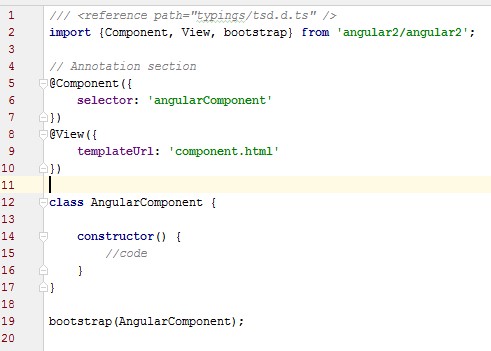 1 /// <reference path="typings/tsd.d.ts" />
2 import {Component, View, bootstrap} from 'angular2/angular2';
3
4 // Annotation section
5 @Component({
6     selector: 'angularComponent'
7 })
8 @View({
9     templateUrl: 'component.html'
10 })
11
12 class AngularComponent {
13
14     constructor() {
15         //code
16     }
17 }
18
19 bootstrap(AngularComponent);
20